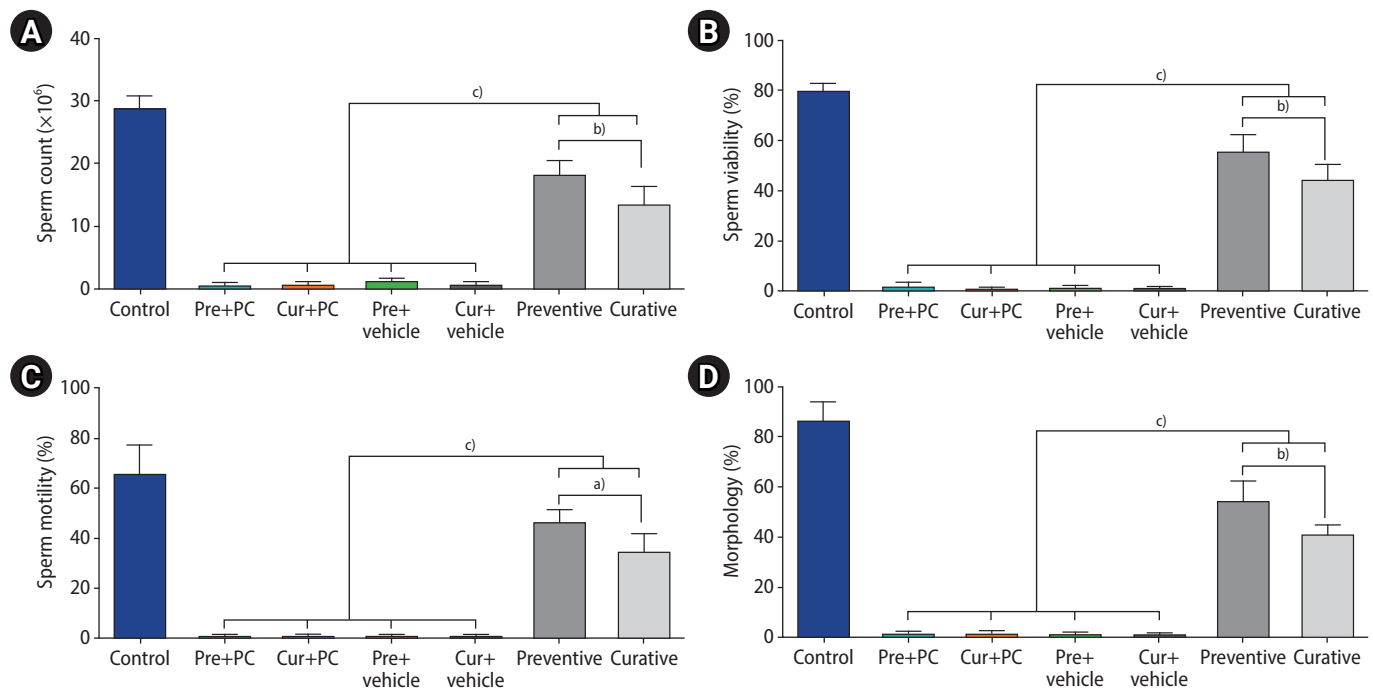 A
Sperm count (×10⁶)
40
30
20
10
0
c)
b)
Control
Pre+PC
Cur+PC
Pre+
vehicle
Cur+
vehicle
Preventive
Curative
B
Sperm viability (%)
100
80
60
40
20
0
c)
b)
Control
Pre+PC
Cur+PC
Pre+
vehicle
Cur+
vehicle
Preventive
Curative
C
Sperm motility (%)
100
80
60
40
20
0
c)
a)
Control
Pre+PC
Cur+PC
Pre+
vehicle
Cur+
vehicle
Preventive
Curative
D
Morphology (%)
100
80
60
40
20
0
c)
b)
Control
Pre+PC
Cur+PC
Pre+
vehicle
Cur+
vehicle
Preventive
Curative